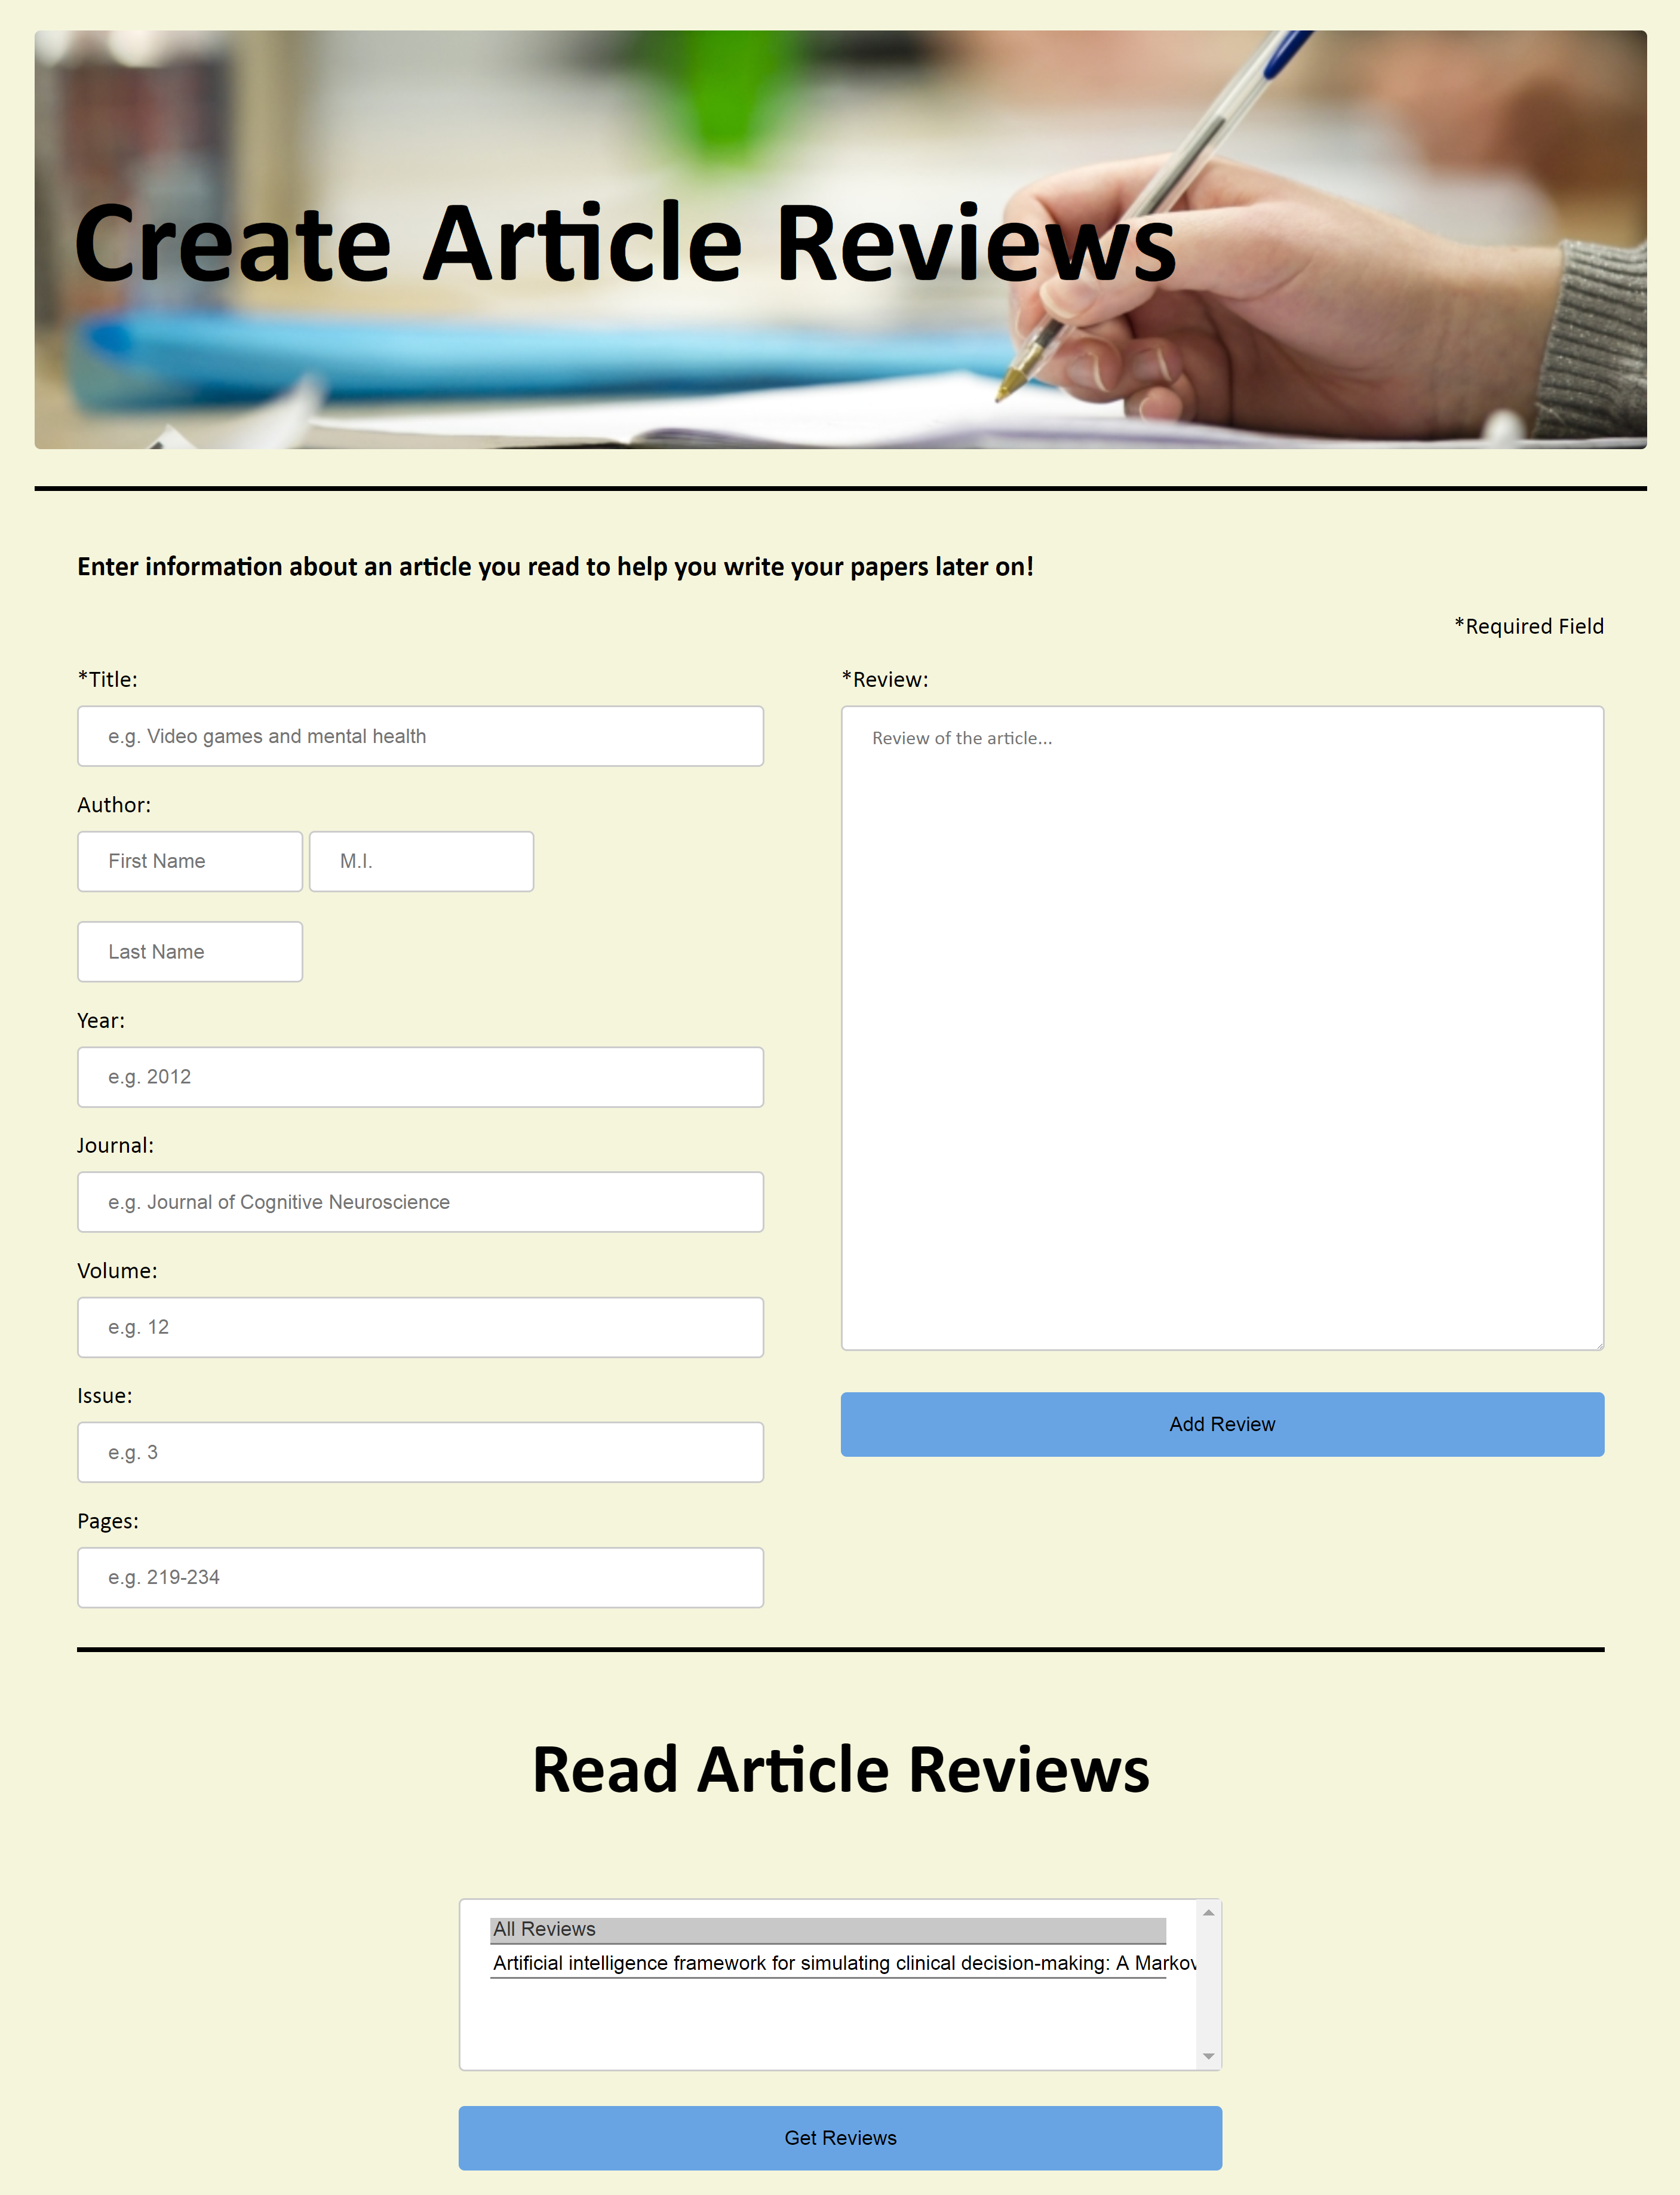 Create Article Reviews
Enter information about an article you read to help you write your papers later on!
*Required Field
*Title:
e.g. Video games and mental health
Author:
First Name
M.I.
Last Name
Year:
e.g. 2012
Journal:
e.g. Journal of Cognitive Neuroscience
Volume:
e.g. 12
Issue:
e.g. 3
Pages:
e.g. 219-234
*Review:
Review of the article...
Add Review
Read Article Reviews
All Reviews
Artificial intelligence framework for simulating clinical decision-making: A Markov
Get Reviews